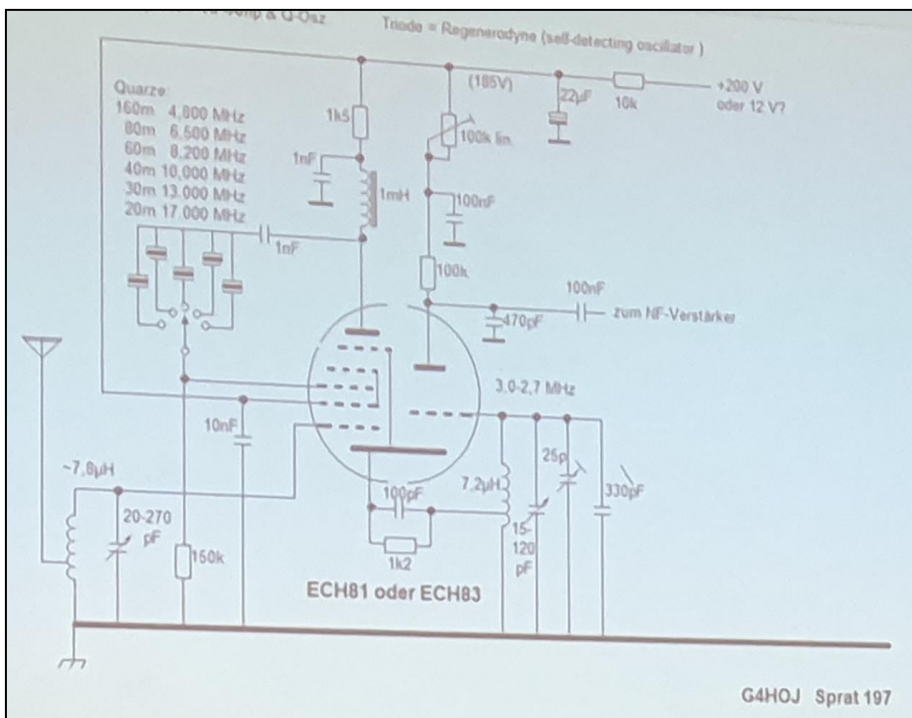 & Q-Osz
Triode = Regenerodyne (self-detecting oscillator )
Quarze:
160m 4,800 MHz
80m 6,500 MHz
60m 8,200 MHz
40m 10,000 MHz
30m 13.000 MHz
20m 17.000 MHz
1k5
(185V)
22µF
10k
+200 V
oder 12 V?
100k lin.
1nF
1mH
100nF
1nF
100k
100nF
zum NF-Verstärker
470pF
3.0-2,7 MHz
10nF
~7,8µH
20-270
pF
100pF
7,2µH
25p
330pF
15-
120
pF
150k
1k2
ECH81 oder ECH83
G4HOJ Sprat 197